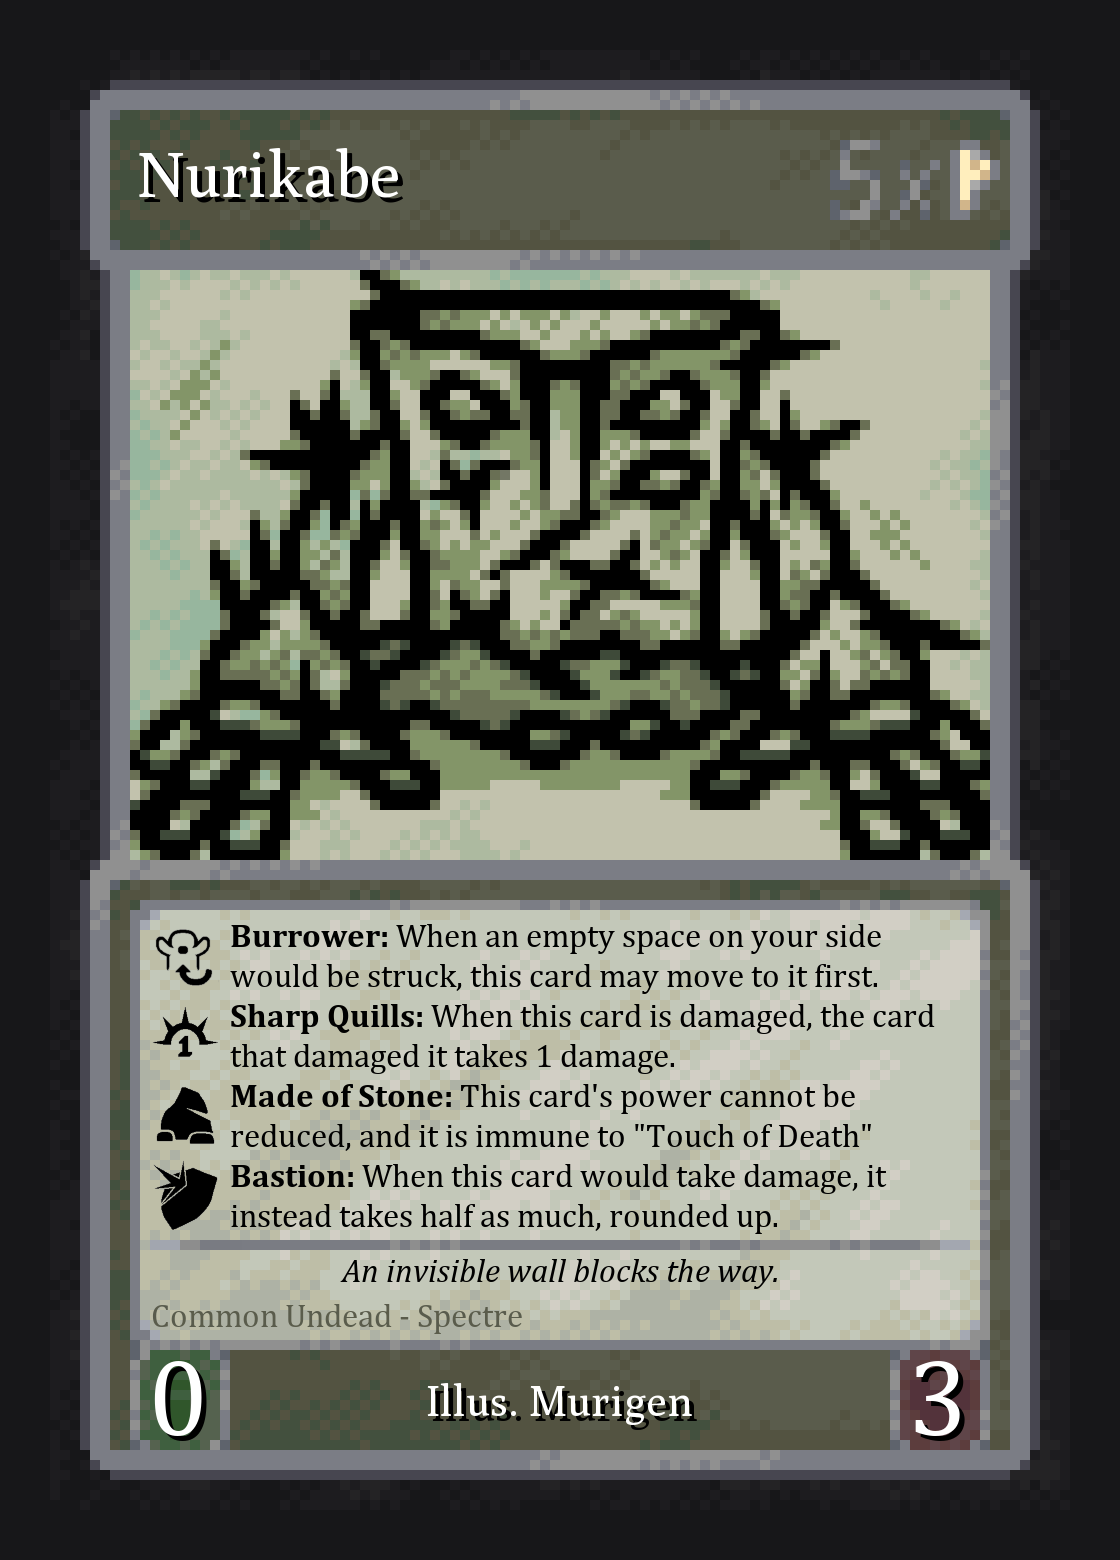 Nurikabe
5x
Burrower: When an empty space on your side
would be struck, this card may move to it first.
Sharp Quills: When this card is damaged, the card
that damaged it takes 1 damage.
1
Made of Stone: This card's power cannot be
reduced, and it is immune to "Touch of Death"
Bastion: When this card would take damage, it
instead takes half as much, rounded up.
An invisible wall blocks the way.
Common Undead - Spectre
0
Illus. Murigen
3